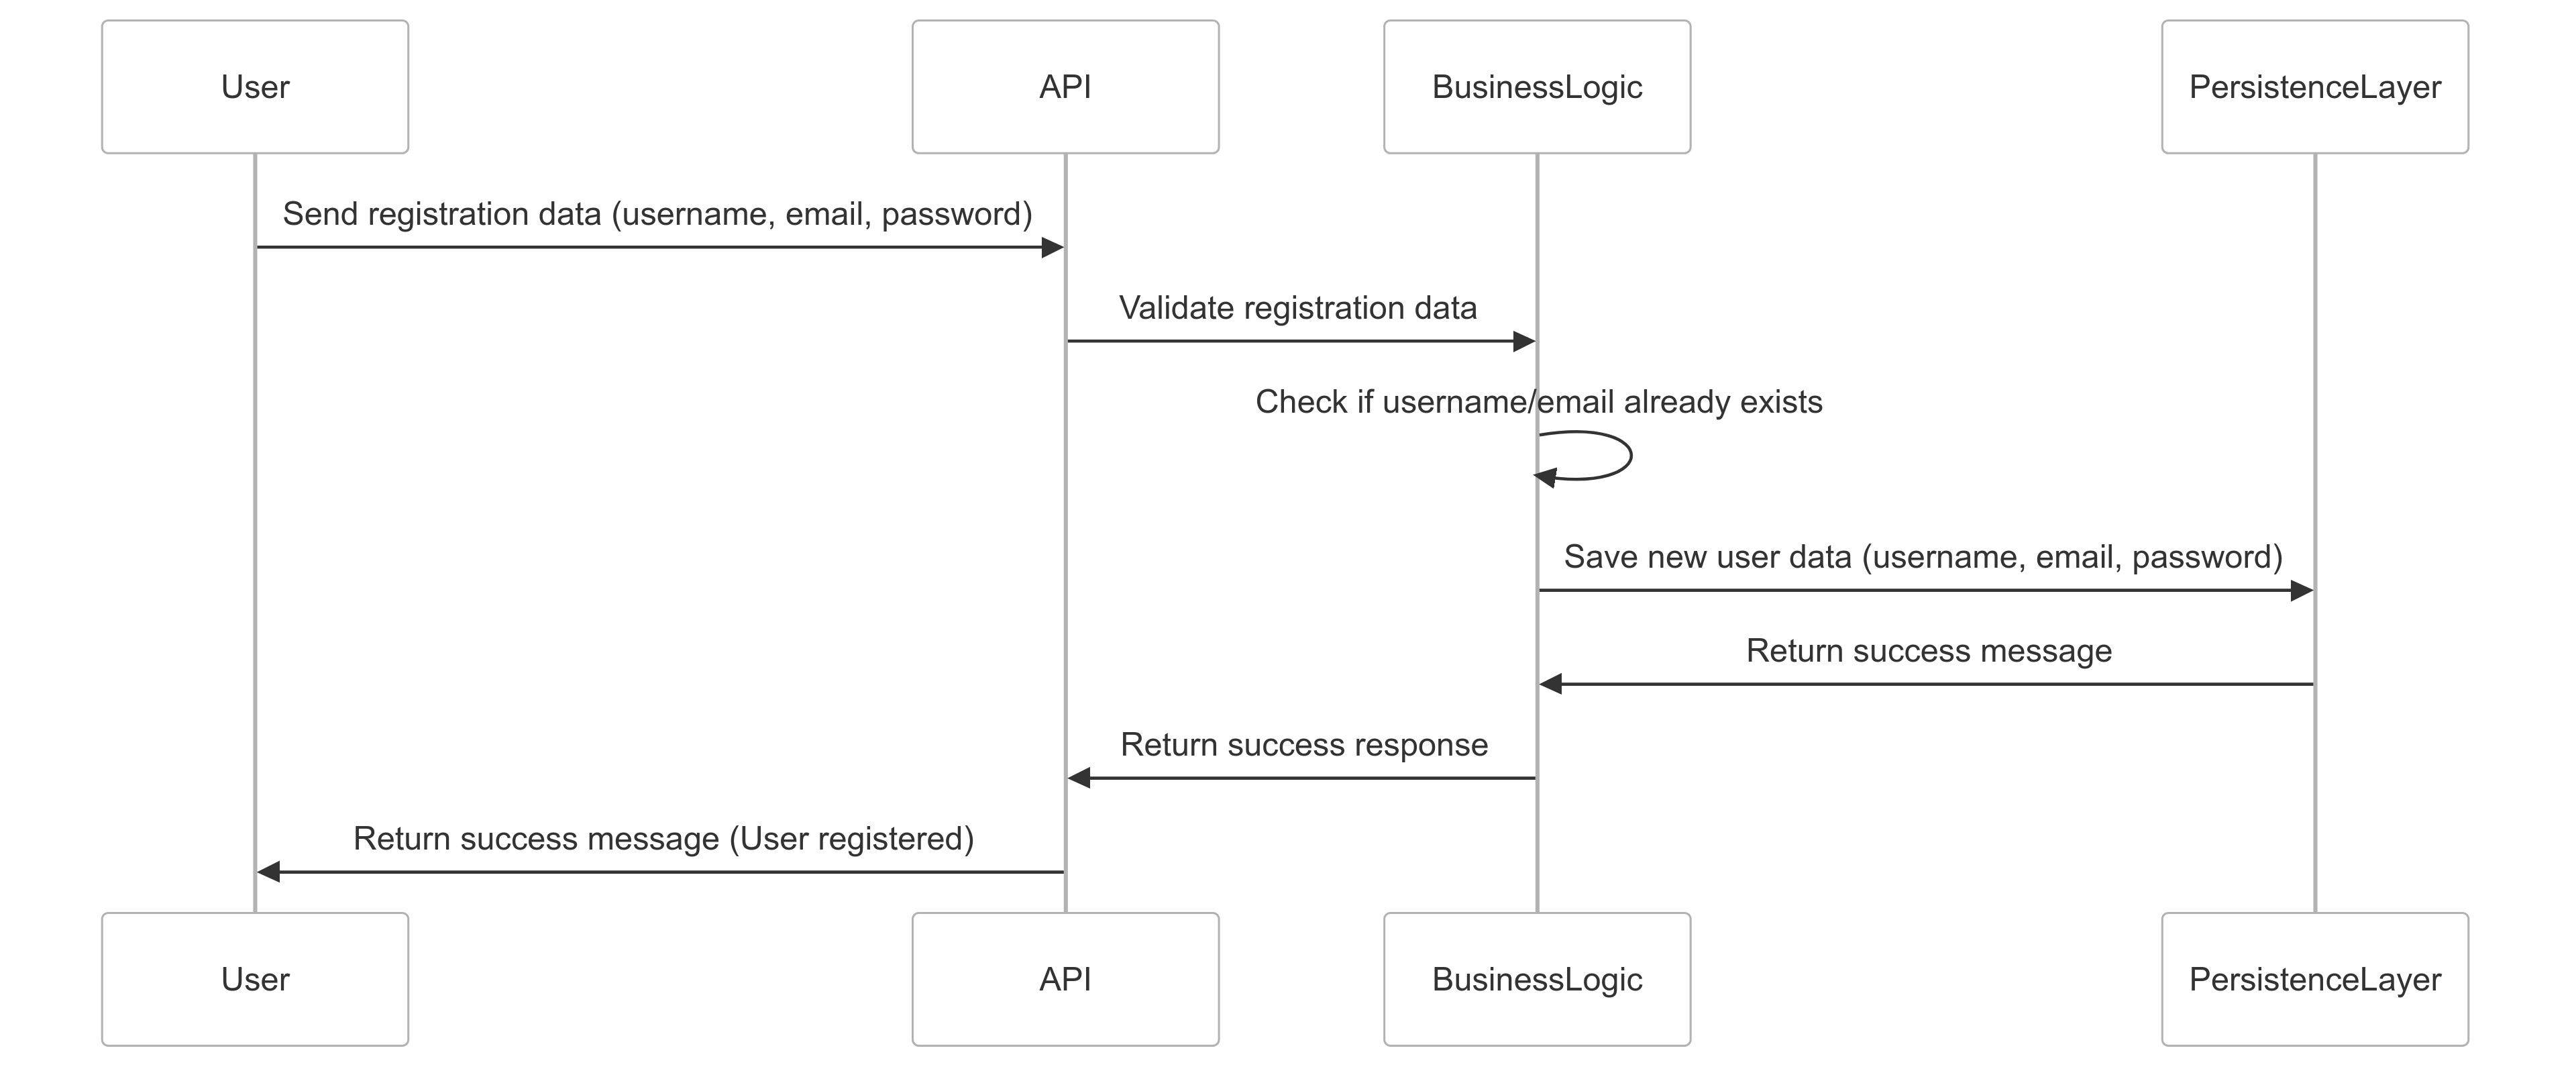 User
API
BusinessLogic
PersistenceLayer
Send registration data (username, email, password)
Validate registration data
Check if username/email already exists
Save new user data (username, email, password)
Return success message
Return success response
Return success message (User registered)
User
API
BusinessLogic
PersistenceLayer